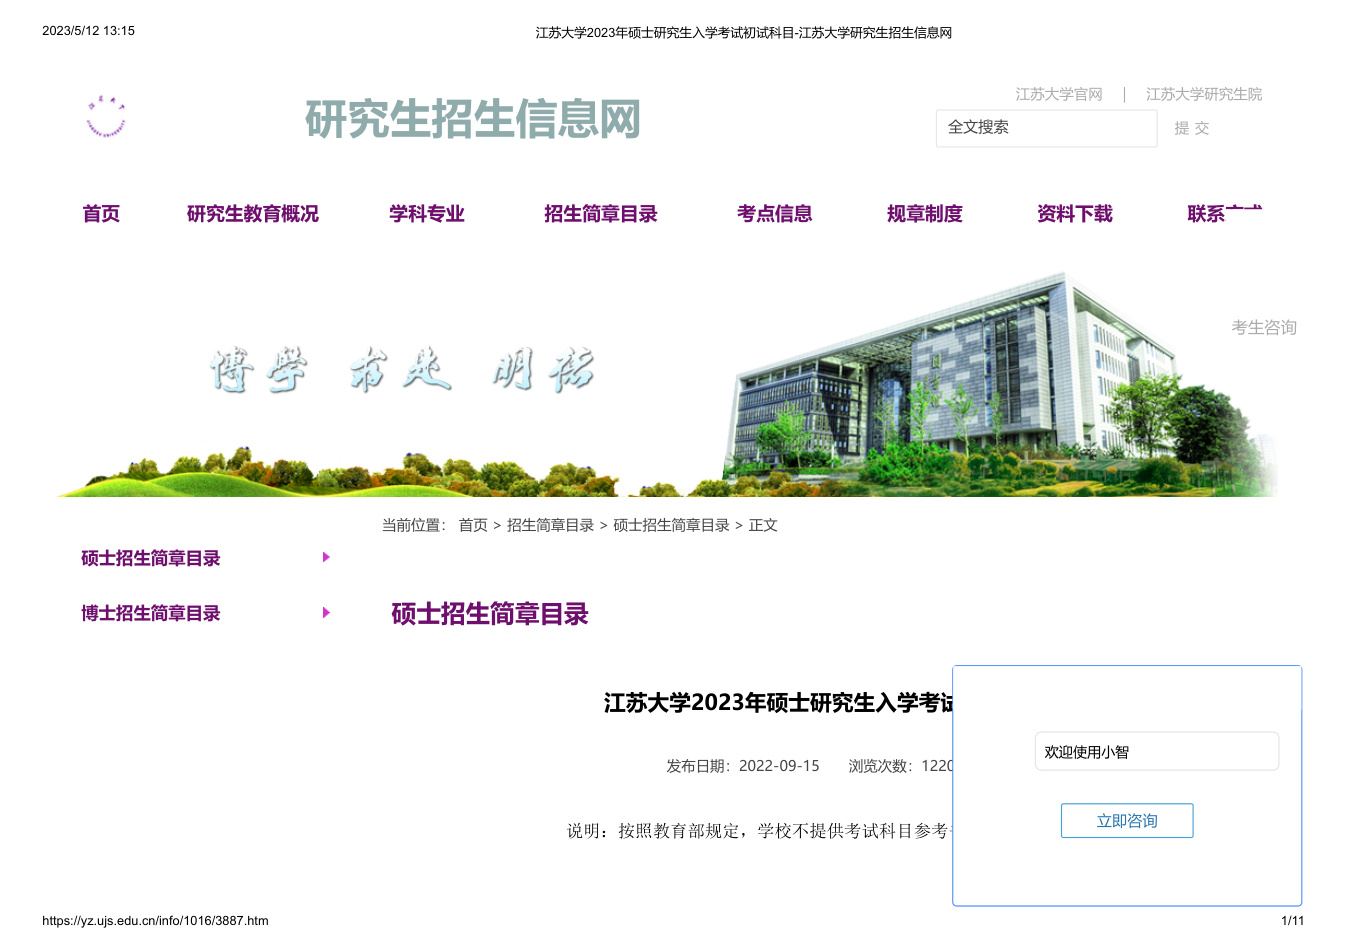 2023/5/12 13:15
江苏大学2023年硕士研究生入学考试初试科目-江苏大学研究生招生信息网
研究生招生信息网
江苏大学官网 | 江苏大学研究生院
全文搜索
提 交
首页 研究生教育概况 学科专业 招生简章目录 考点信息 规章制度 资料下载 联系方式
考生咨询
博学 求是 明德
当前位置： 首页 > 招生简章目录 > 硕士招生简章目录 > 正文
硕士招生简章目录
博士招生简章目录
硕士招生简章目录
江苏大学2023年硕士研究生入学考试
发布日期：2022-09-15 浏览次数：1220
说明：按照教育部规定，学校不提供考试科目参考
欢迎使用小智
立即咨询
https://yz.ujs.edu.cn/info/1016/3887.htm
1/11